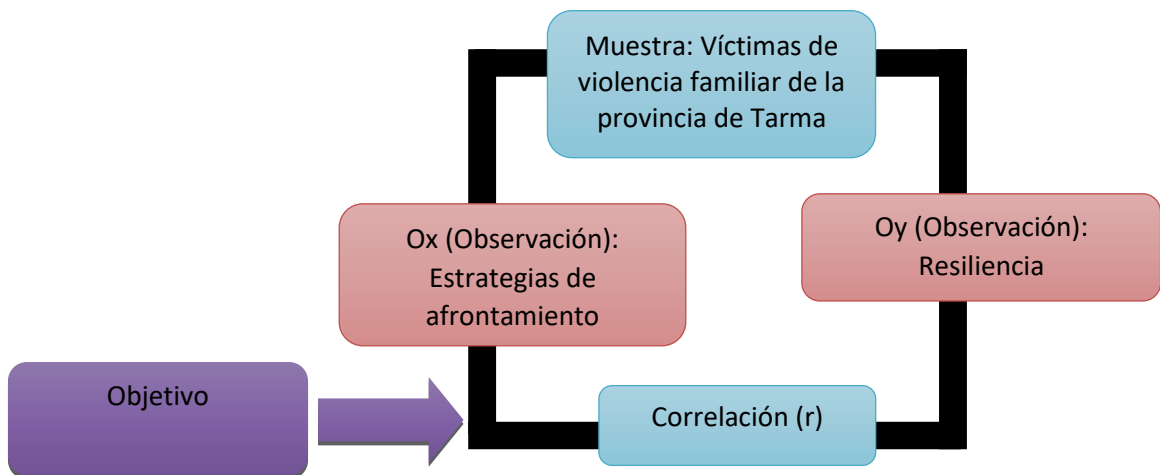 Muestra: Víctimas de
violencia familiar de la
provincia de Tarma
Ox (Observación):
Estrategias de
afrontamiento
Oy (Observación):
Resiliencia
Objetivo
Correlación (r)